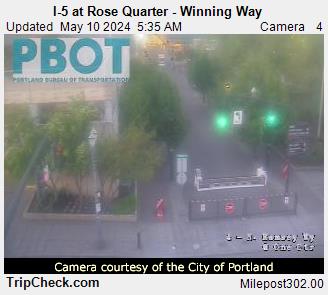 I-5 at Rose Quarter - Winning Way
Updated May 10 2024 5:35 AM Camera 4
PBOT
PORTLAND BUREAU OF TRANSPORTATION
Camera courtesy of the City of Portland
TripCheck.com Milepost302.00